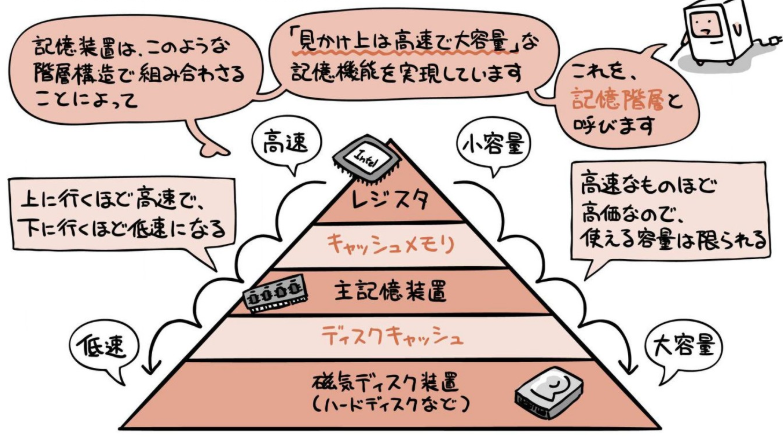 記憶装置は、このような
階層構造で組み合わさる
ことによって
「見かけ上は高速で大容量」な
記憶機能を実現しています
これを、
記憶階層と
呼びます
高速
小容量
Intel
レジスタ
上に行くほど高速で、
下に行くほど低速になる
高速なものほど
高価なので、
使える容量は限られる
キャッシュメモリ
主記憶装置
ディスクキャッシュ
低速
大容量
磁気ディスク装置
(ハードディスクなど)